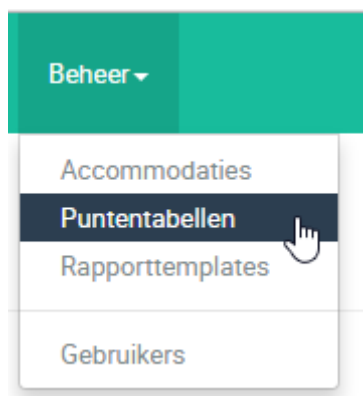 Beheer
Accommodaties
Puntentabellen
Rapporttemplates
Gebruikers